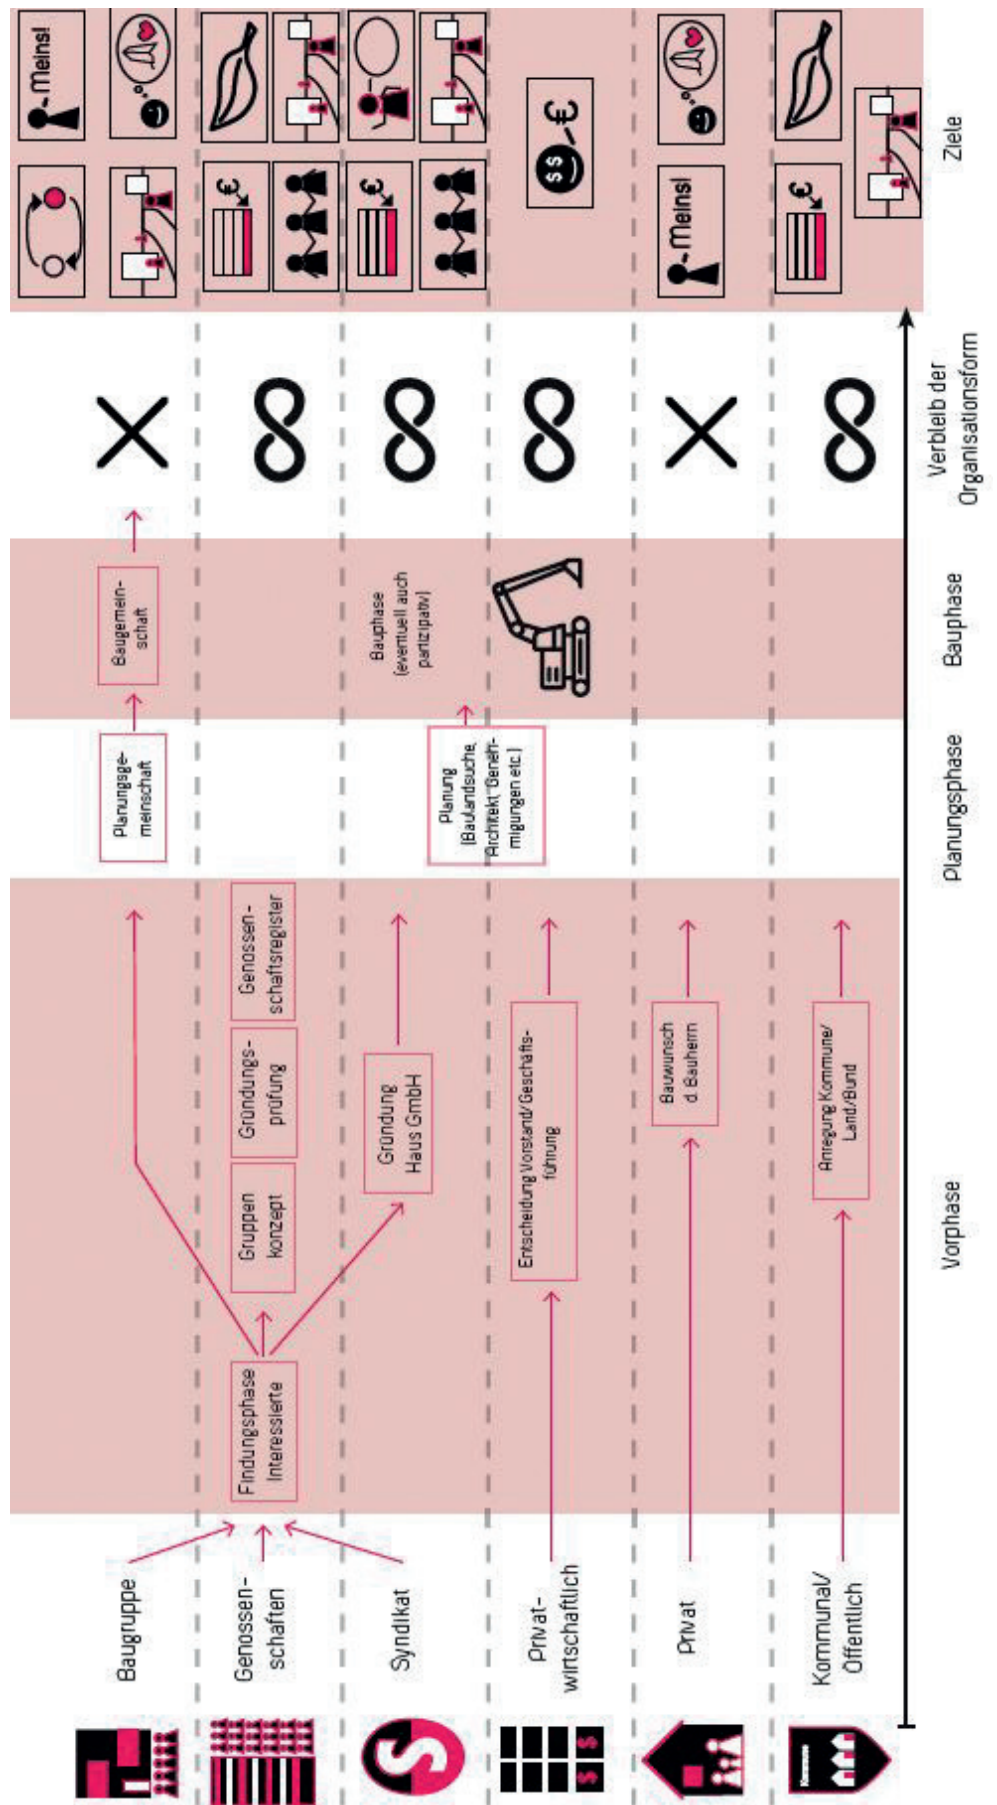 Baugruppe
Genossen-
schaften
Syndikat
Privat-
wirtschaftlich
Privat
Kommunal/
Öffentlich
Kommune
$
$
S
Findungsphase
Interessierte
Gruppen
konzept
Gründungs-
prüfung
Genossen-
schaftsregister
Gründung
Haus GmbH
Entscheidung Vorstand/Geschäfts-
führung
Bauwunsch
d. Bauherrn
Anregung Kommune/
Land/Bund
Planungsge-
meinschaft
Planung
(Baulandsuche,
Architekt, Geneh-
migungen etc.)
Baugemein-
schaft
Bauphase
(eventuell auch
partizipativ)
Meins!
€
€
$$
€
Meins!
€
Vorphase
Planungsphase
Bauphase
Verbleib der
Organisationsform
Ziele